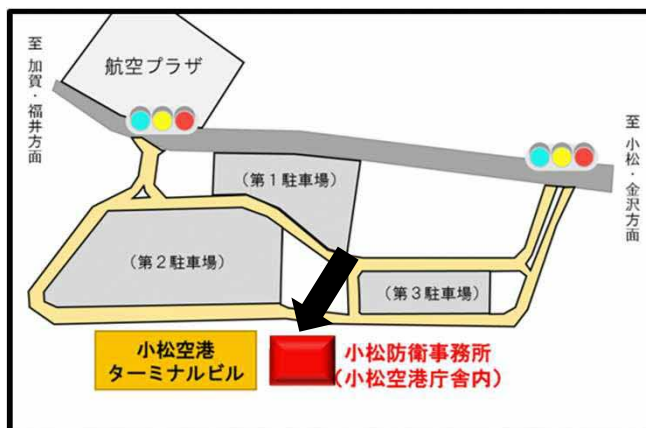 至 加賀・福井方面
航空プラザ
至 小松・金沢方面
(第1駐車場)
(第2駐車場)
(第3駐車場)
小松空港
ターミナルビル
小松防衛事務所
(小松空港庁舎内)